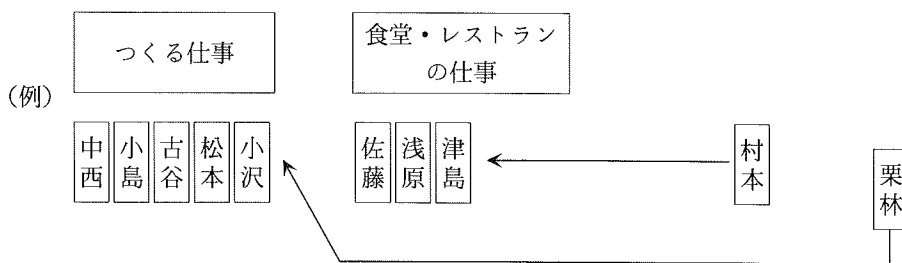 つくる仕事
食堂・レストラン
の仕事
(例)
中西
小島
古谷
松本
小沢
佐藤
浅原
津島
村本
栗林